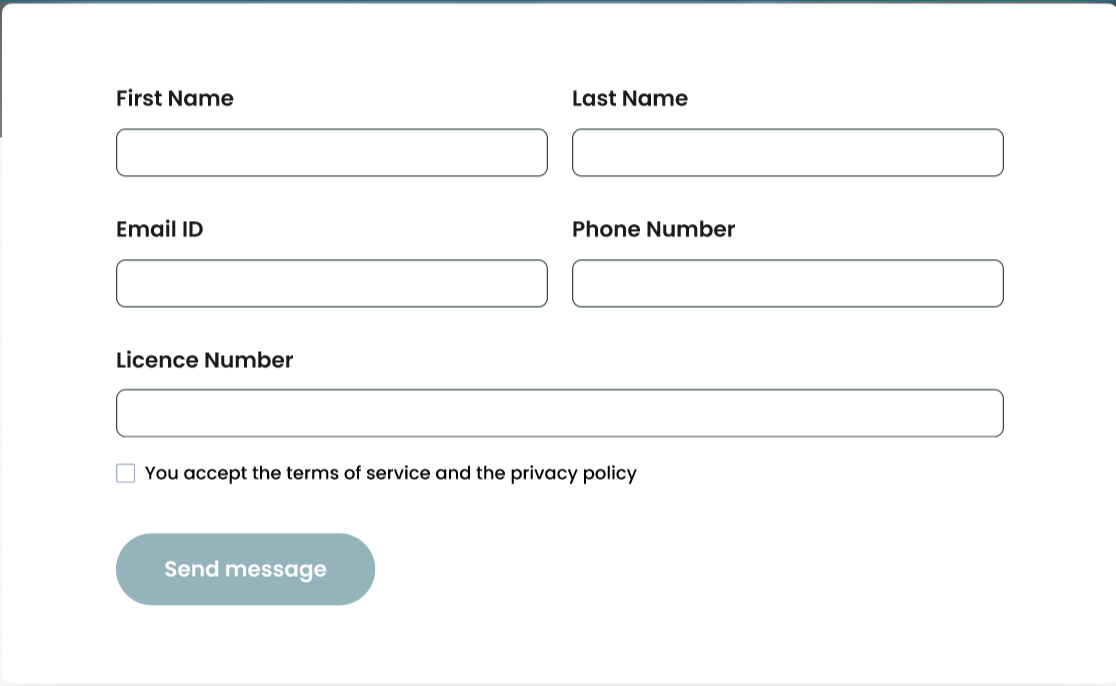 First Name
Last Name
Email ID
Phone Number
Licence Number
You accept the terms of service and the privacy policy
Send message